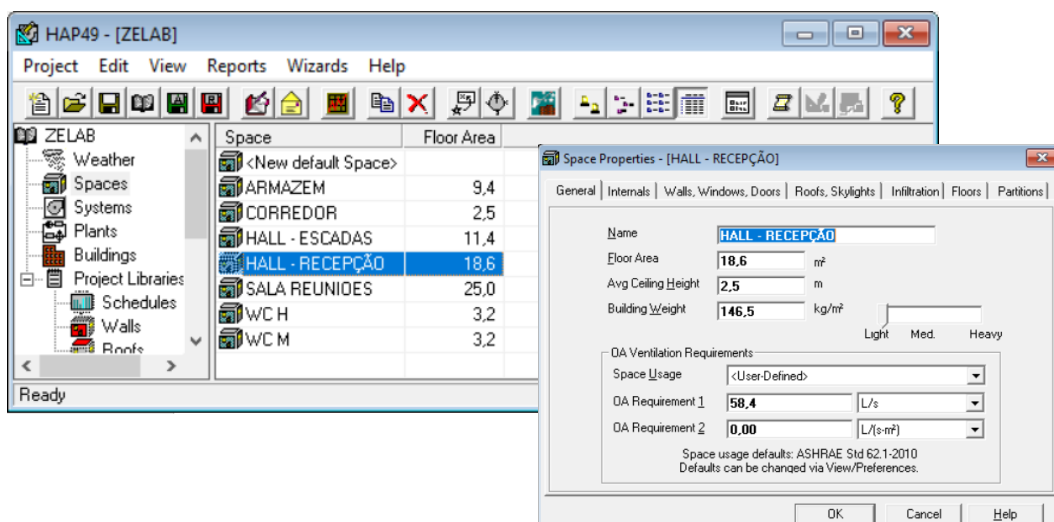 HAP49 - [ZELAB]
Project Edit View Reports Wizards Help
ZELAB
Weather
Spaces
Systems
Plants
Buildings
Project Libraries
Schedules
Walls
Roofs
Space Floor Area
<New default Space>
ARMAZEM 9,4
CORREDOR 2,5
HALL - ESCADAS 11,4
HALL - RECEPÇÃO 18,6
SALA REUNIOES 25,0
WC H 3,2
WC M 3,2
Ready
Space Properties - [HALL - RECEPÇÃO]
General Internals Walls, Windows, Doors Roofs, Skylights Infiltration Floors Partitions
Name HALL - RECEPÇÃO
Floor Area 18,6 m²
Avg Ceiling Height 2,5 m
Building Weight 146,5 kg/m²
Light Med. Heavy
OA Ventilation Requirements
Space Usage <User-Defined>
OA Requirement 1 58,4 L/s
OA Requirement 2 0,00 L/(s·m²)
Space usage defaults: ASHRAE Std 62.1-2010
Defaults can be changed via View/Preferences.
OK Cancel Help